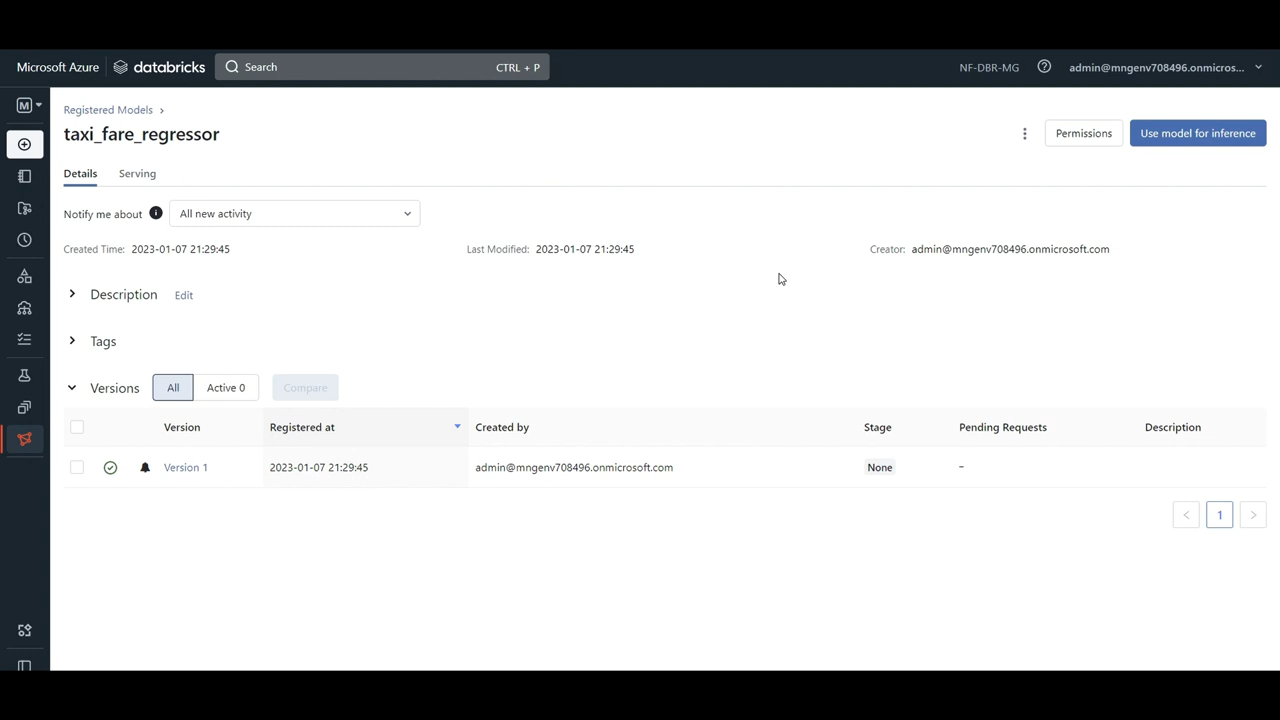 Microsoft Azure databricks Search CTRL + P NF-DBR-MG admin@mngenv708496.onmicros...
M
Registered Models
taxi_fare_regressor
Permissions Use model for inference
Details Serving
Notify me about All new activity
Created Time: 2023-01-07 21:29:45 Last Modified: 2023-01-07 21:29:45 Creator: admin@mngenv708496.onmicrosoft.com
Description Edit
Tags
Versions All Active 0 Compare
Version Registered at Created by Stage Pending Requests Description
Version 1 2023-01-07 21:29:45 admin@mngenv708496.onmicrosoft.com None –
1